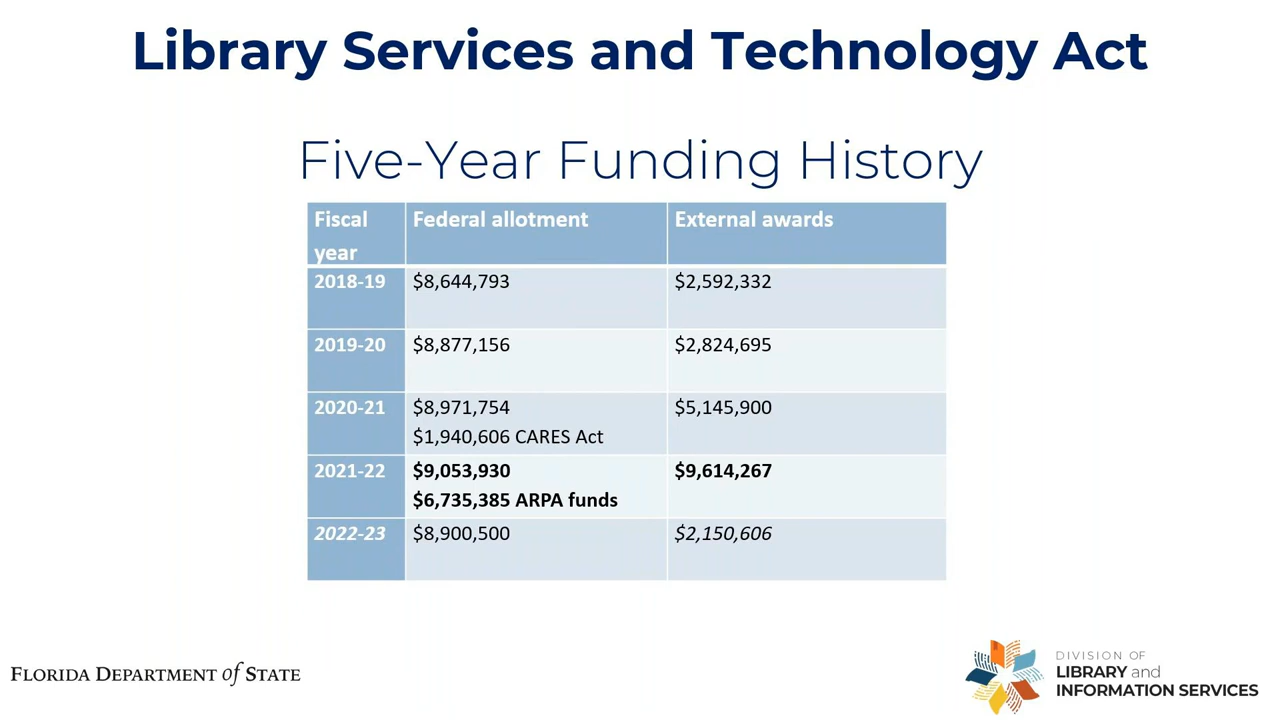 Library Services and Technology Act
Five-Year Funding History
Fiscal year Federal allotment External awards
2018-19 $8,644,793 $2,592,332
2019-20 $8,877,156 $2,824,695
2020-21 $8,971,754 $5,145,900
$1,940,606 CARES Act
2021-22 $9,053,930 $9,614,267
$6,735,385 ARPA funds
2022-23 $8,900,500 $2,150,606
FLORIDA DEPARTMENT of STATE
DIVISION OF
LIBRARY and
INFORMATION SERVICES